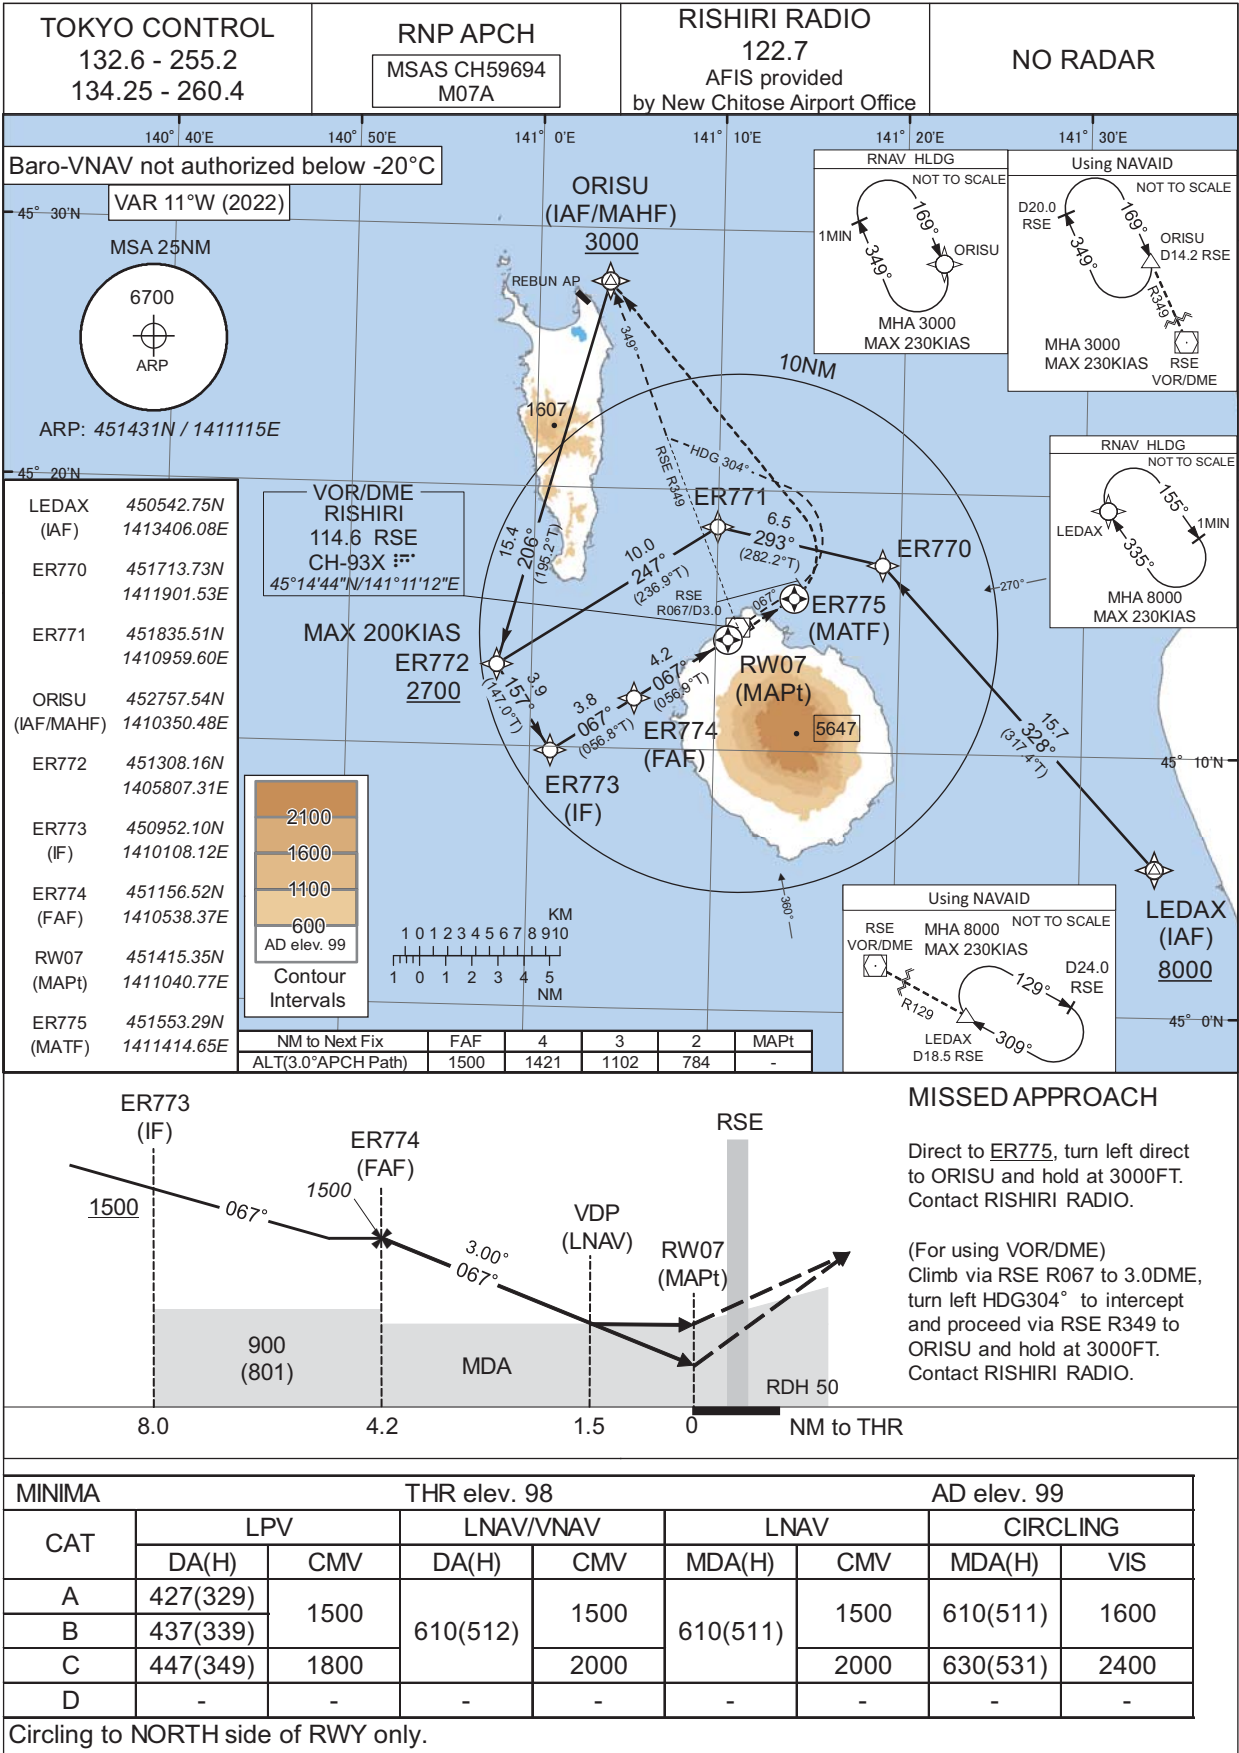 TOKYO CONTROL
132.6 - 255.2
134.25 - 260.4
RNP APCH
MSAS CH59694
M07A
RISHIRI RADIO
122.7
AFIS provided
by New Chitose Airport Office
NO RADAR
140° 40'E
140° 50'E
141° 0'E
141° 10'E
141° 20'E
141° 30'E
Baro-VNAV not authorized below -20°C
VAR 11°W (2022)
45° 30'N
MSA 25NM
6700
ARP
ARP: 451431N / 1411115E
45° 20'N
ORISU
(IAF/MAHF)
3000
REBUN AP
1607
349°
RSE R349
HDG 304°
10NM
RNAV HLDG
NOT TO SCALE
169°
349°
1MIN
ORISU
MHA 3000
MAX 230KIAS
Using NAVAID
NOT TO SCALE
D20.0
RSE
169°
349°
ORISU
D14.2 RSE
R349
MHA 3000
MAX 230KIAS
RSE
VOR/DME
RNAV HLDG
NOT TO SCALE
155°
1MIN
LEDAX
335°
MHA 8000
MAX 230KIAS
LEDAX
(IAF)
450542.75N
1413406.08E
ER770
451713.73N
1411901.53E
ER771
451835.51N
1410959.60E
ORISU
(IAF/MAHF)
452757.54N
1410350.48E
ER772
451308.16N
1405807.31E
ER773
(IF)
450952.10N
1410108.12E
ER774
(FAF)
451156.52N
1410538.37E
RW07
(MAPt)
451415.35N
1411040.77E
ER775
(MATF)
451553.29N
1411414.65E
VOR/DME
RISHIRI
114.6 RSE
CH-93X
45°14'44"N/141°11'12"E
15.4
206°
(195.2°T)
ER771
6.5
293°
(282.2°T)
10.0
247°
(236.9°T)
ER770
270°
RSE
R067/D3.0
067°
ER775
(MATF)
MAX 200KIAS
ER772
2700
3.9
157°
(147.0°T)
3.8
067°
(056.8°T)
4.2
067°
(056.9°T)
RW07
(MAPt)
ER774
(FAF)
ER773
(IF)
5647
360°
15.7
328°
(317.4°T)
45° 10'N
LEDAX
(IAF)
8000
45° 0'N
2100
1600
1100
600
AD elev. 99
Contour
Intervals
KM
1 0 1 2 3 4 5 6 7 8 9 10
1 0 1 2 3 4 5
NM
Using NAVAID
NOT TO SCALE
RSE
VOR/DME
MHA 8000
MAX 230KIAS
129°
D24.0
RSE
R129
LEDAX
D18.5 RSE
309°
NM to Next Fix FAF 4 3 2 MAPt
ALT(3.0°APCH Path) 1500 1421 1102 784 -
ER773
(IF)
1500
067°
ER774
(FAF)
1500
3.00°
067°
VDP
(LNAV)
RW07
(MAPt)
RSE
900
(801)
MDA
RDH 50
8.0 4.2 1.5 0 NM to THR
MISSED APPROACH
Direct to ER775, turn left direct
to ORISU and hold at 3000FT.
Contact RISHIRI RADIO.
(For using VOR/DME)
Climb via RSE R067 to 3.0DME,
turn left HDG304° to intercept
and proceed via RSE R349 to
ORISU and hold at 3000FT.
Contact RISHIRI RADIO.
MINIMA THR elev. 98 AD elev. 99
CAT LPV LNAV/VNAV LNAV CIRCLING
DA(H) CMV DA(H) CMV MDA(H) CMV MDA(H) VIS
A 427(329) 1500 610(512) 1500 610(511) 1500 610(511) 1600
B 437(339)
C 447(349) 1800 2000 2000 630(531) 2400
D - - - - - - - -
Circling to NORTH side of RWY only.